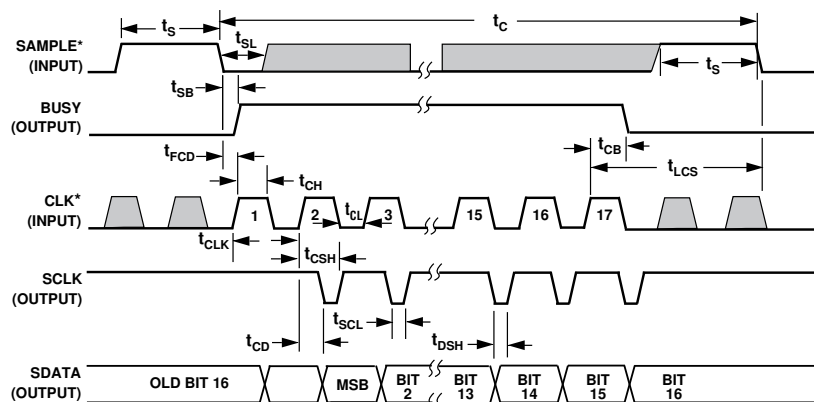 tS
tC
SAMPLE*
(INPUT)
tSL
tS
tSB
BUSY
(OUTPUT)
tFCD
tCB
tLCS
tCH
CLK*
(INPUT)
1
2
tCL
3
15
16
17
tCLK
tCSH
SCLK
(OUTPUT)
tCD
tSCL
tDSH
SDATA
(OUTPUT)
OLD BIT 16
MSB
BIT
2
BIT
13
BIT
14
BIT
15
BIT
16